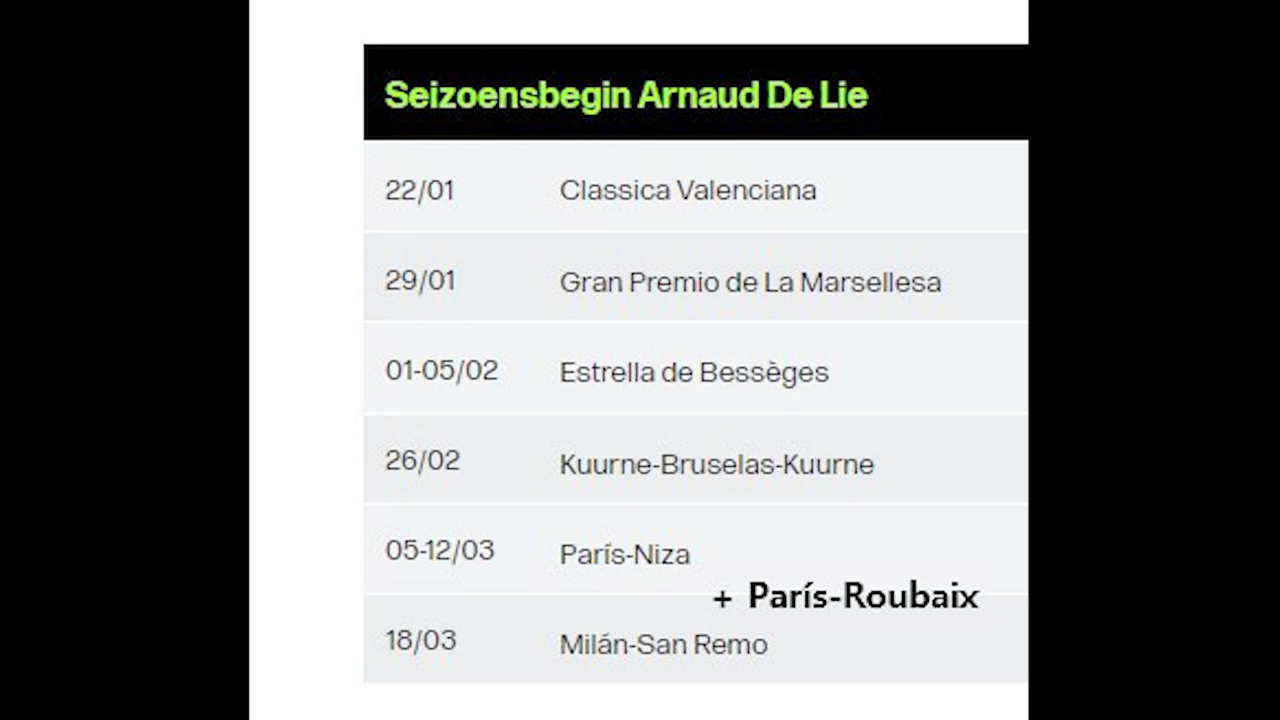 Seizoensbegin Arnaud De Lie
22/01 Classica Valenciana
29/01 Gran Premio de La Marsellesa
01-05/02 Estrella de Bessèges
26/02 Kuurne-Bruselas-Kuurne
05-12/03 París-Niza
+ París-Roubaix
18/03 Milán-San Remo